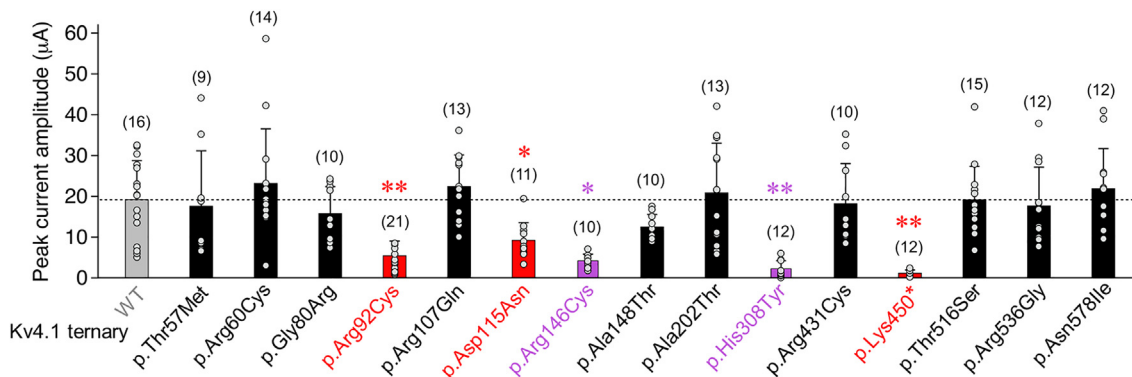 Peak current amplitude (μA)
60
50
40
30
20
10
0
(16)
(9)
(14)
(10)
**
(21)
(13)
*
(11)
*
(10)
(10)
(13)
**
(12)
(10)
**
(12)
(15)
(12)
(12)
Kv4.1 ternary
WT
p.Thr57Met
p.Arg60Cys
p.Gly80Arg
p.Arg92Cys
p.Arg107Gln
p.Asp115Asn
p.Arg146Cys
p.Ala148Thr
p.Ala202Thr
p.His308Tyr
p.Arg431Cys
p.Lys450*
p.Thr516Ser
p.Arg536Gly
p.Asn578Ile